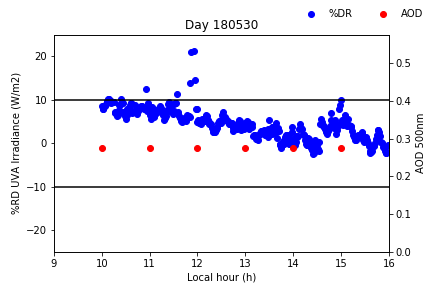 %DR AOD
Day 180530
%RD UVA Irradiance (W/m2)
20
10
0
−10
−20
0.5
0.4
0.3
0.2
0.1
0.0
AOD 500nm
9 10 11 12 13 14 15 16
Local hour (h)